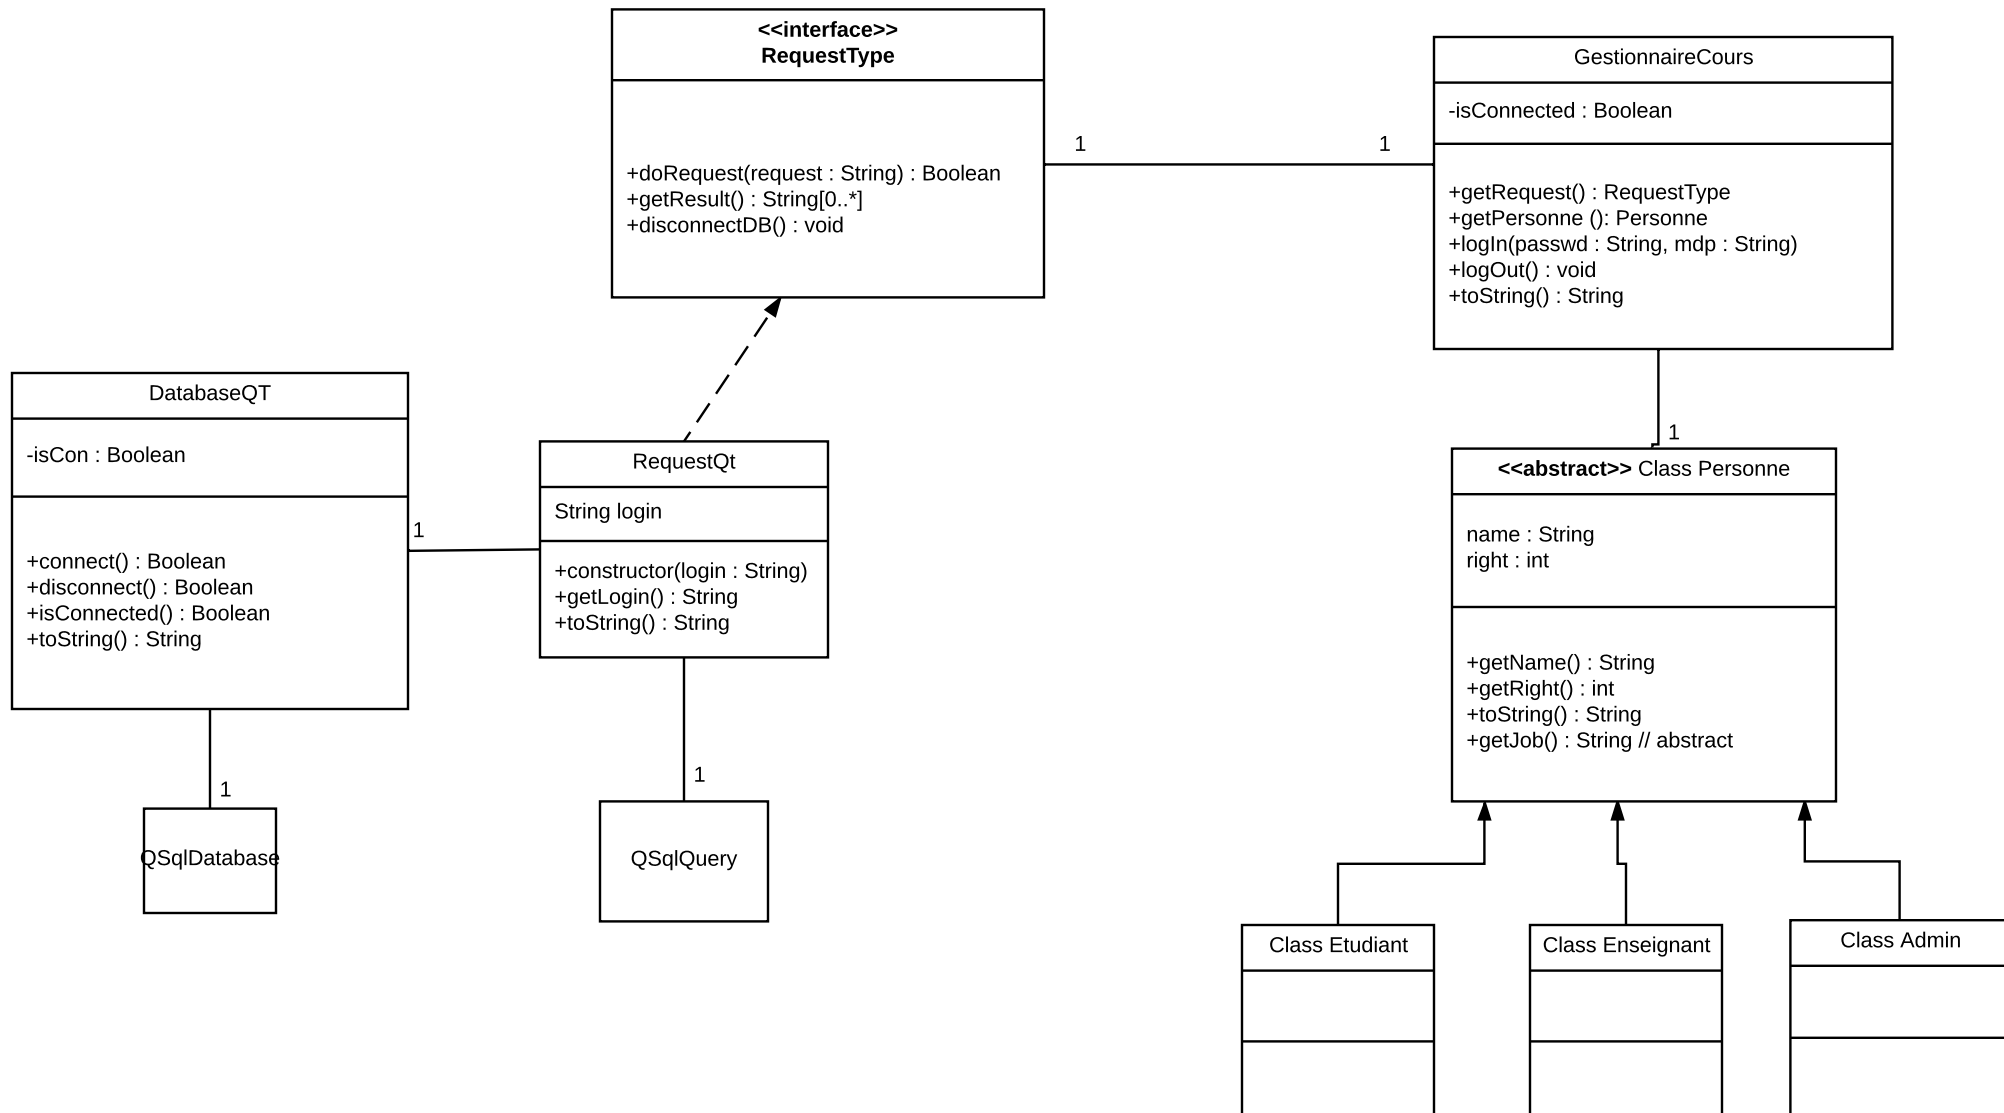 <<interface>>
RequestType
+doRequest(request : String) : Boolean
+getResult() : String[0..*]
+disconnectDB() : void
1
1
GestionnaireCours
-isConnected : Boolean
+getRequest() : RequestType
+getPersonne (): Personne
+logIn(passwd : String, mdp : String)
+logOut() : void
+toString() : String
DatabaseQT
-isCon : Boolean
+connect() : Boolean
+disconnect() : Boolean
+isConnected() : Boolean
+toString() : String
1
RequestQt
String login
+constructor(login : String)
+getLogin() : String
+toString() : String
1
<<abstract>> Class Personne
name : String
right : int
+getName() : String
+getRight() : int
+toString() : String
+getJob() : String // abstract
1
QSqlDatabase
1
QSqlQuery
Class Etudiant
Class Enseignant
Class Admin